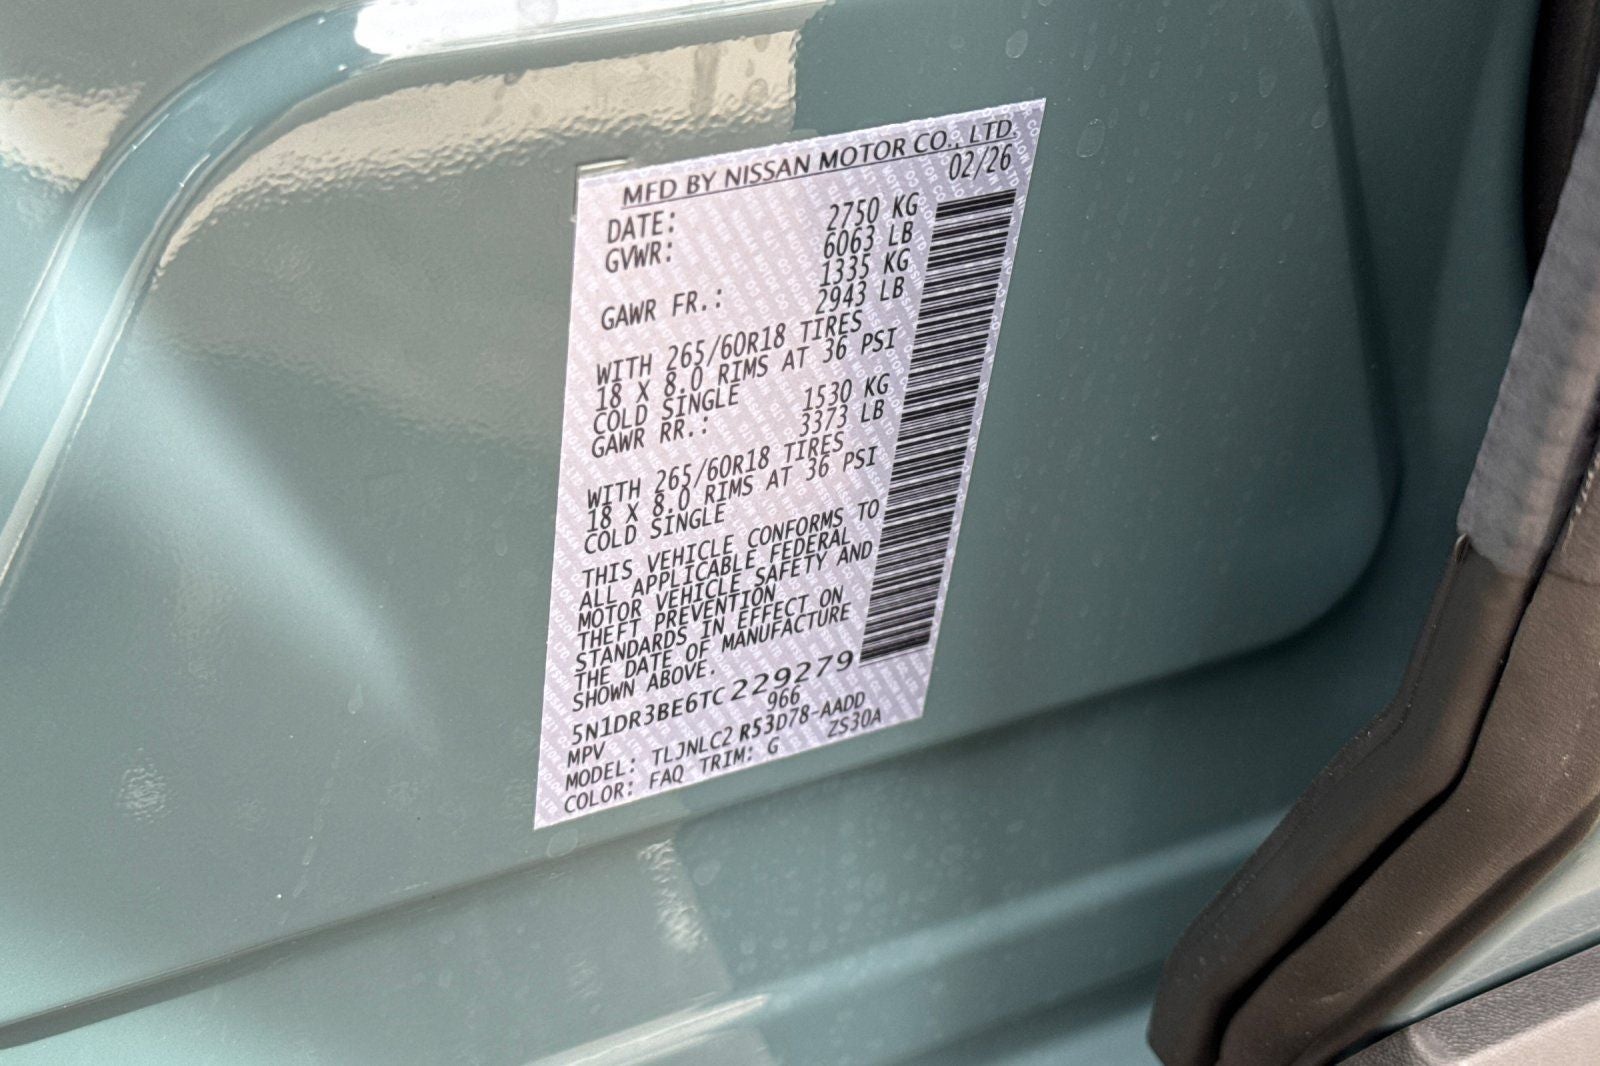 MFD BY NISSAN MOTOR CO., LTD.
DATE: 02/26
GVWR: 2750 KG
6063 LB
GAWR FR.: 1335 KG
2943 LB
WITH 265/60R18 TIRES
18 X 8.0 RIMS AT 36 PSI
COLD SINGLE
GAWR RR.: 1530 KG
3373 LB
WITH 265/60R18 TIRES
18 X 8.0 RIMS AT 36 PSI
COLD SINGLE
THIS VEHICLE CONFORMS TO
ALL APPLICABLE FEDERAL
MOTOR VEHICLE SAFETY AND
THEFT PREVENTION
STANDARDS IN EFFECT ON
THE DATE OF MANUFACTURE
SHOWN ABOVE.
5N1DR3BE6TC229279
MPV 966
MODEL: TLJNLC2 R53D78-AADD
COLOR: FAQ TRIM: G ZS30A